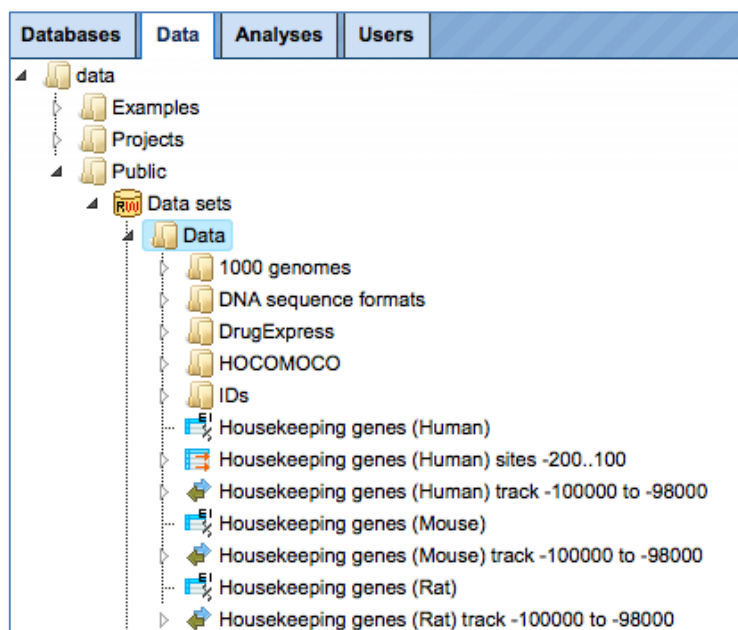 Databases Data Analyses Users
data
Examples
Projects
Public
RW Data sets
Data
1000 genomes
DNA sequence formats
DrugExpress
HOCOMOCO
IDs
Housekeeping genes (Human)
Housekeeping genes (Human) sites -200..100
Housekeeping genes (Human) track -100000 to -98000
Housekeeping genes (Mouse)
Housekeeping genes (Mouse) track -100000 to -98000
Housekeeping genes (Rat)
Housekeeping genes (Rat) track -100000 to -98000